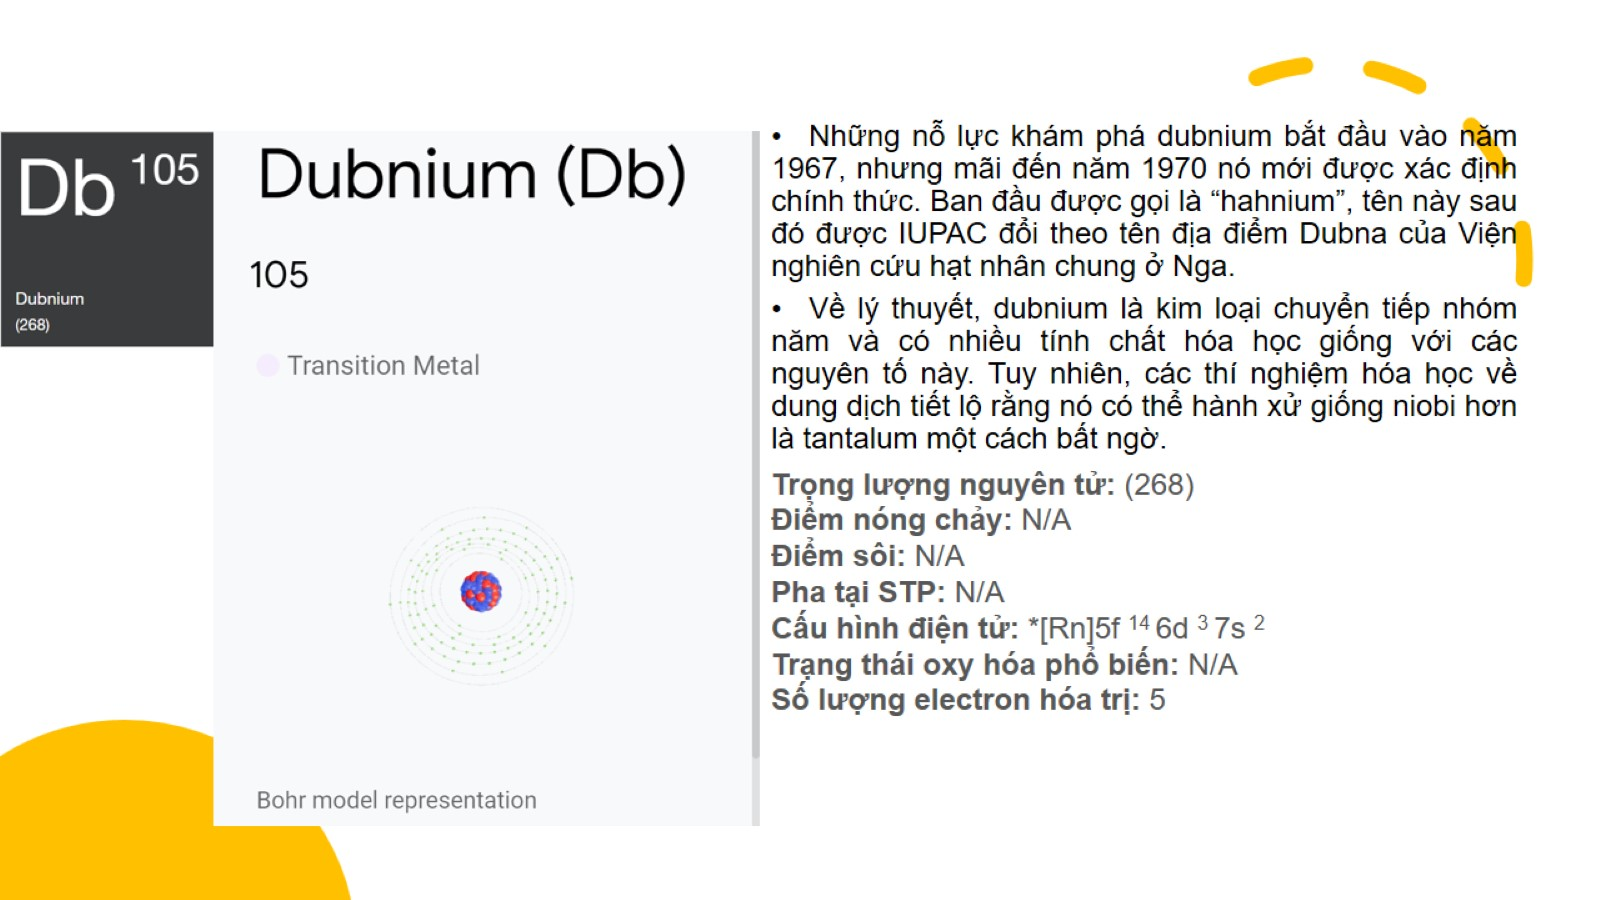 Db 105
Dubnium
(268)
Dubnium (Db)
105
Transition Metal
Bohr model representation
• Những nỗ lực khám phá dubnium bắt đầu vào năm
1967, nhưng mãi đến năm 1970 nó mới được xác định
chính thức. Ban đầu được gọi là “hahnium”, tên này sau
đó được IUPAC đổi theo tên địa điểm Dubna của Viện
nghiên cứu hạt nhân chung ở Nga.
• Về lý thuyết, dubnium là kim loại chuyển tiếp nhóm
năm và có nhiều tính chất hóa học giống với các
nguyên tố này. Tuy nhiên, các thí nghiệm hóa học về
dung dịch tiết lộ rằng nó có thể hành xử giống niobi hơn
là tantalum một cách bất ngờ.
Trọng lượng nguyên tử: (268)
Điểm nóng chảy: N/A
Điểm sôi: N/A
Pha tại STP: N/A
Cấu hình điện tử: *[Rn]5f 14 6d 3 7s 2
Trạng thái oxy hóa phổ biến: N/A
Số lượng electron hóa trị: 5